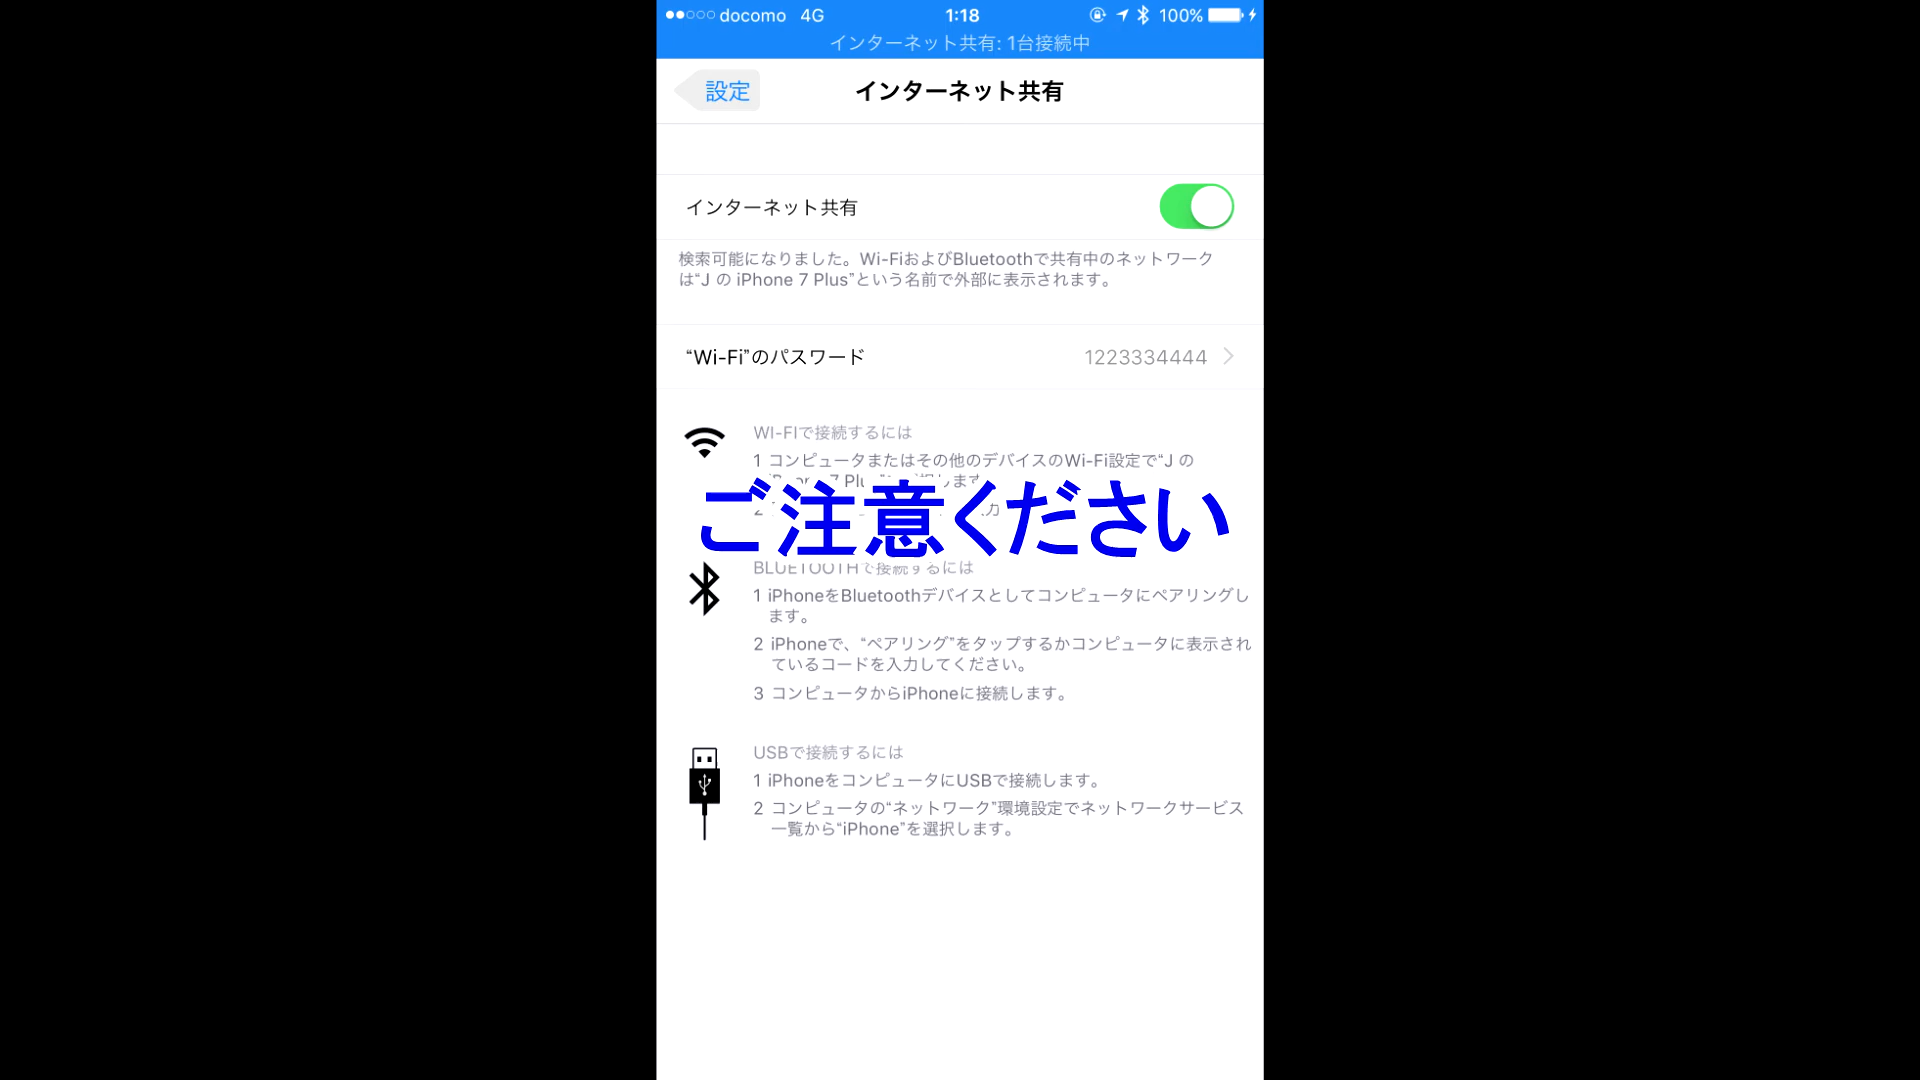 docomo 4G 1:18 100%
インターネット共有: 1台接続中
設定 インターネット共有
インターネット共有
検索可能になりました。Wi-FiおよびBluetoothで共有中のネットワーク
は“J の iPhone 7 Plus”という名前で外部に表示されます。
“Wi-Fi”のパスワード 1223334444
WI-FIで接続するには
1 コンピュータまたはその他のデバイスのWi-Fi設定で“J の
ご注意ください
BLUETOOTHで接続するには
1 iPhoneをBluetoothデバイスとしてコンピュータにペアリングし
ます。
2 iPhoneで、“ペアリング”をタップするかコンピュータに表示され
ているコードを入力してください。
3 コンピュータからiPhoneに接続します。
USBで接続するには
1 iPhoneをコンピュータにUSBで接続します。
2 コンピュータの“ネットワーク”環境設定でネットワークサービス
一覧から“iPhone”を選択します。